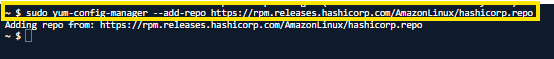 ~ $ sudo yum-config-manager --add-repo https://rpm.releases.hashicorp.com/AmazonLinux/hashicorp.repo
Adding repo from: https://rpm.releases.hashicorp.com/AmazonLinux/hashicorp.repo
~ $